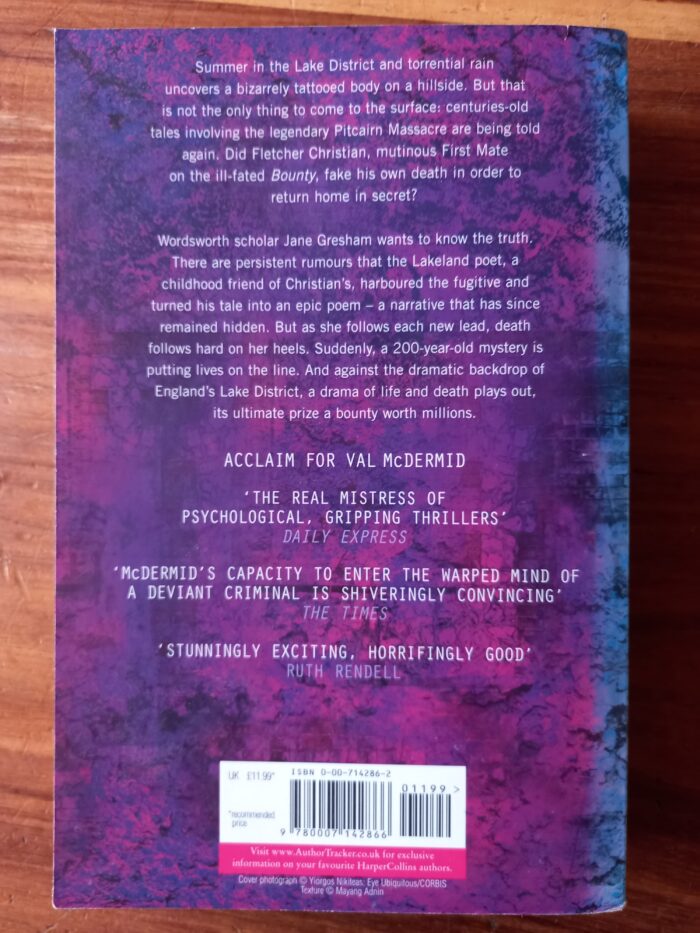 Summer in the Lake District and torrential rain
uncovers a bizarrely tattooed body on a hillside. But that
is not the only thing to come to the surface: centuries-old
tales involving the legendary Pitcairn Massacre are being told
again. Did Fletcher Christian, mutinous First Mate
on the ill-fated Bounty, fake his own death in order to
return home in secret?
Wordsworth scholar Jane Gresham wants to know the truth.
There are persistent rumours that the Lakeland poet, a
childhood friend of Christian's, harboured the fugitive and
turned his tale into an epic poem – a narrative that has since
remained hidden. But as she follows each new lead, death
follows hard on her heels. Suddenly, a 200-year-old mystery is
putting lives on the line. And against the dramatic backdrop of
England's Lake District, a drama of life and death plays out,
its ultimate prize a bounty worth millions.
ACCLAIM FOR VAL McDERMID
‘THE REAL MISTRESS OF
PSYCHOLOGICAL, GRIPPING THRILLERS’
DAILY EXPRESS
‘McDERMID'S CAPACITY TO ENTER THE WARPED MIND OF
A DEVIANT CRIMINAL IS SHIVERINGLY CONVINCING’
THE TIMES
‘STUNNINGLY EXCITING, HORRIFINGLY GOOD’
RUTH RENDELL
UK £11.99*
ISBN 0-00-714286-2
01199 >
*recommended
price
9 780007 142866
Visit www.AuthorTracker.co.uk for exclusive
information on your favourite HarperCollins authors.
Cover photograph © Yiorgos Nikiteas: Eye Ubiquitous/CORBIS
Texture © Mayang Adnin